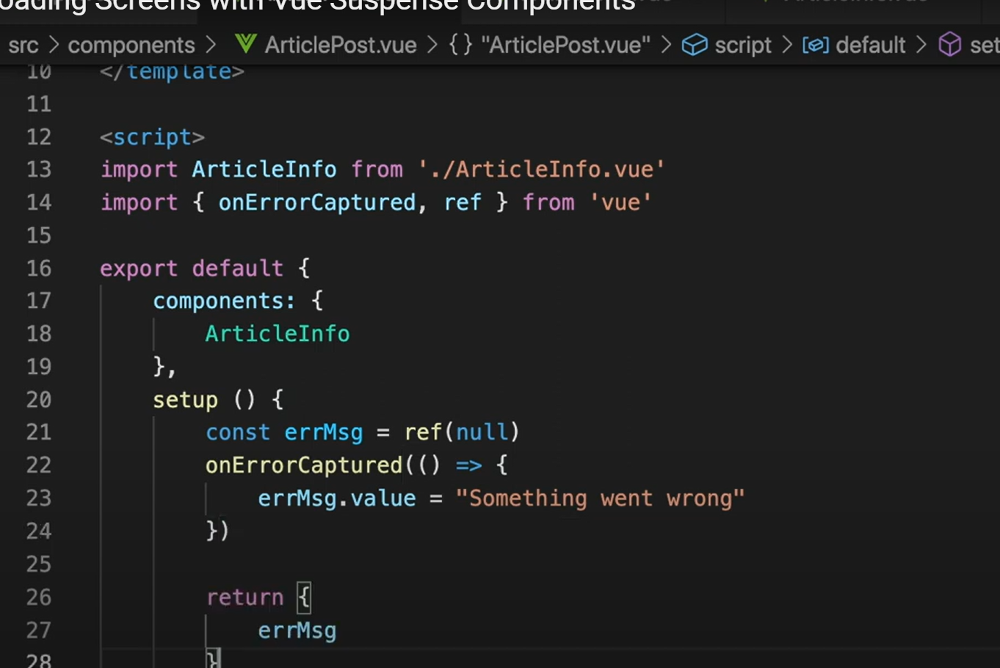 oading Screens with Vue Suspense Components
src > components > ArticlePost.vue > {} "ArticlePost.vue" > script > default > set
10 </template>
11
12 <script>
13 import ArticleInfo from './ArticleInfo.vue'
14 import { onErrorCaptured, ref } from 'vue'
15
16 export default {
17 components: {
18 ArticleInfo
19 },
20 setup () {
21 const errMsg = ref(null)
22 onErrorCaptured(() => {
23 errMsg.value = "Something went wrong"
24 })
25
26 return {
27 errMsg
28 }